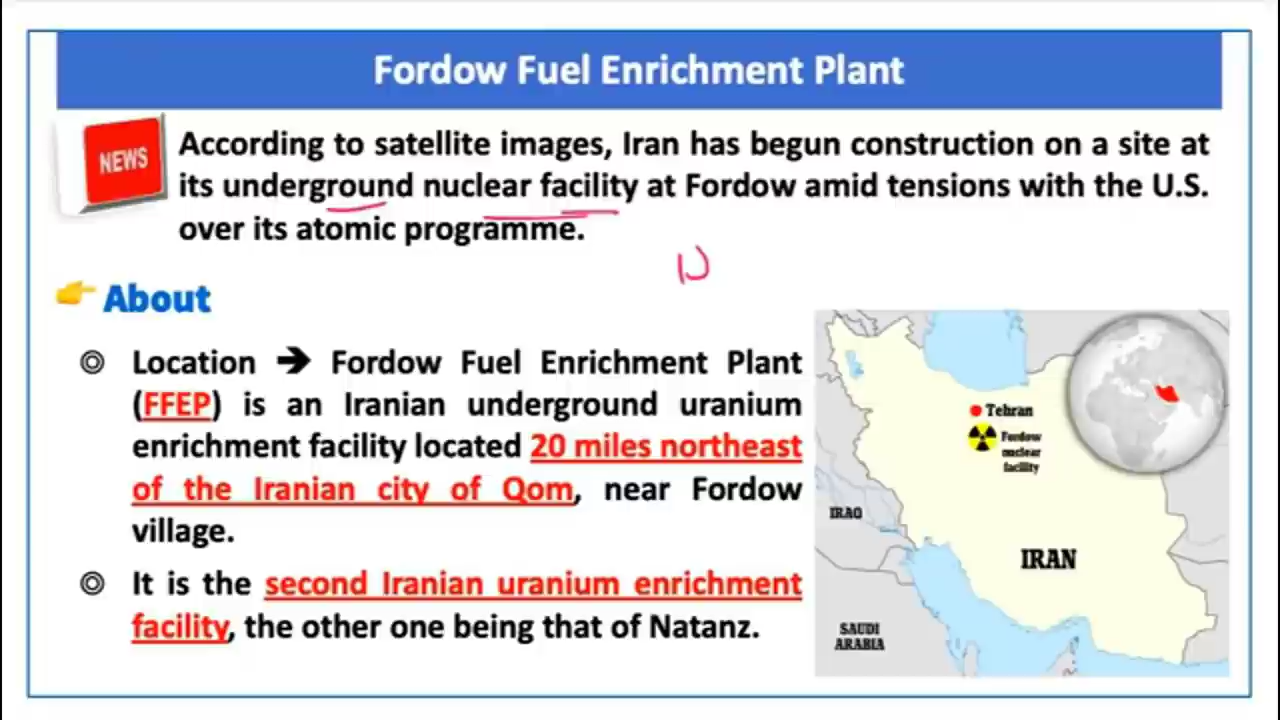 Fordow Fuel Enrichment Plant
NEWS
According to satellite images, Iran has begun construction on a site at
its underground nuclear facility at Fordow amid tensions with the U.S.
over its atomic programme.
About
Location ➔ Fordow Fuel Enrichment Plant
(FFEP) is an Iranian underground uranium
enrichment facility located 20 miles northeast
of the Iranian city of Qom, near Fordow
village.
It is the second Iranian uranium enrichment
facility, the other one being that of Natanz.
Tehran
Fordow
nuclear
facility
IRAQ
IRAN
SAUDI
ARABIA